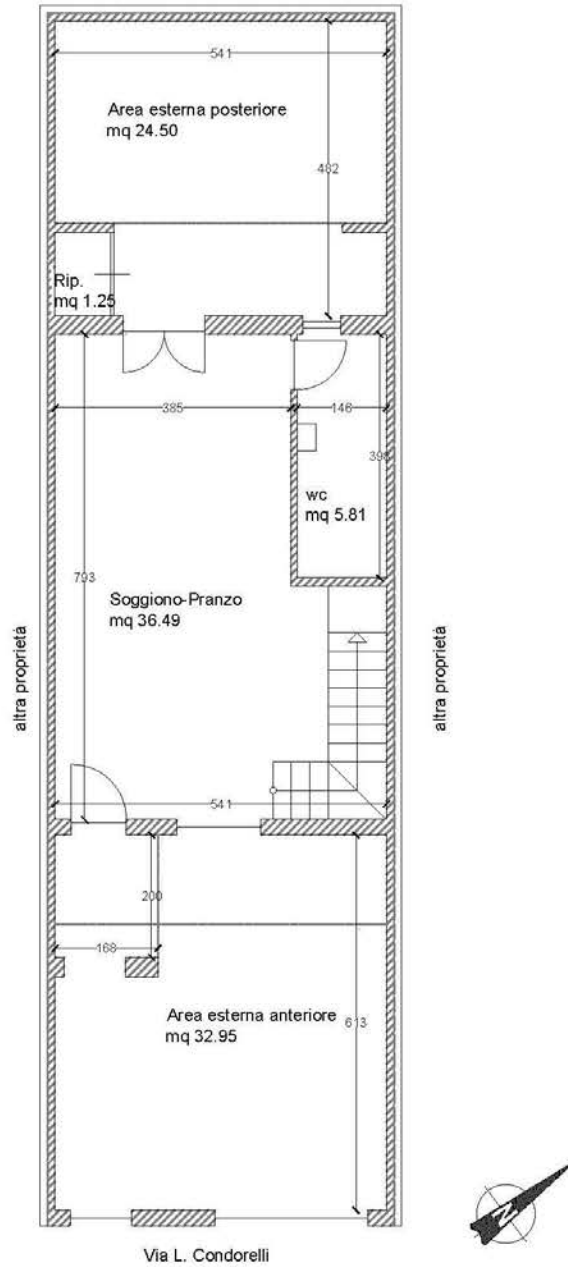 541
Area esterna posteriore
mq 24.50
482
Rip.
mq 1.25
385
146
wc
mq 5.81
793
Soggiono-Pranzo
mq 36.49
altra proprietà
altra proprietà
541
200
168
Area esterna anteriore
mq 32.95
613
Via L. Condorelli
N